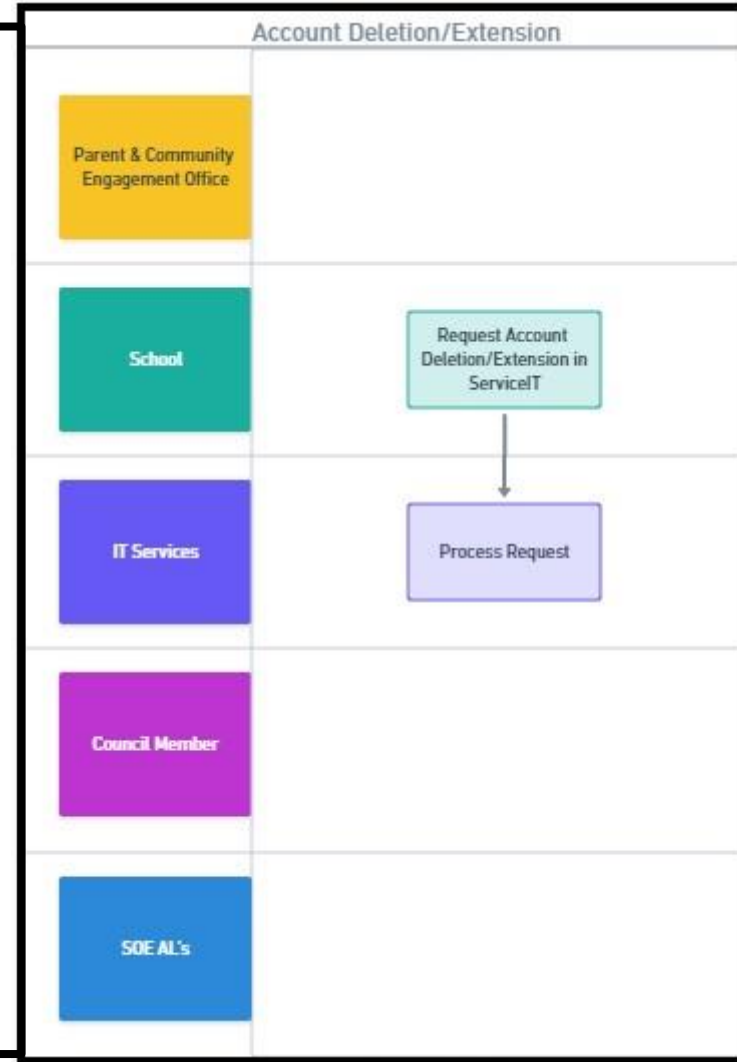 Account Deletion/Extension
Parent & Community
Engagement Office
School
Request Account
Deletion/Extension in
ServiceIT
IT Services
Process Request
Council Member
SOE AL's